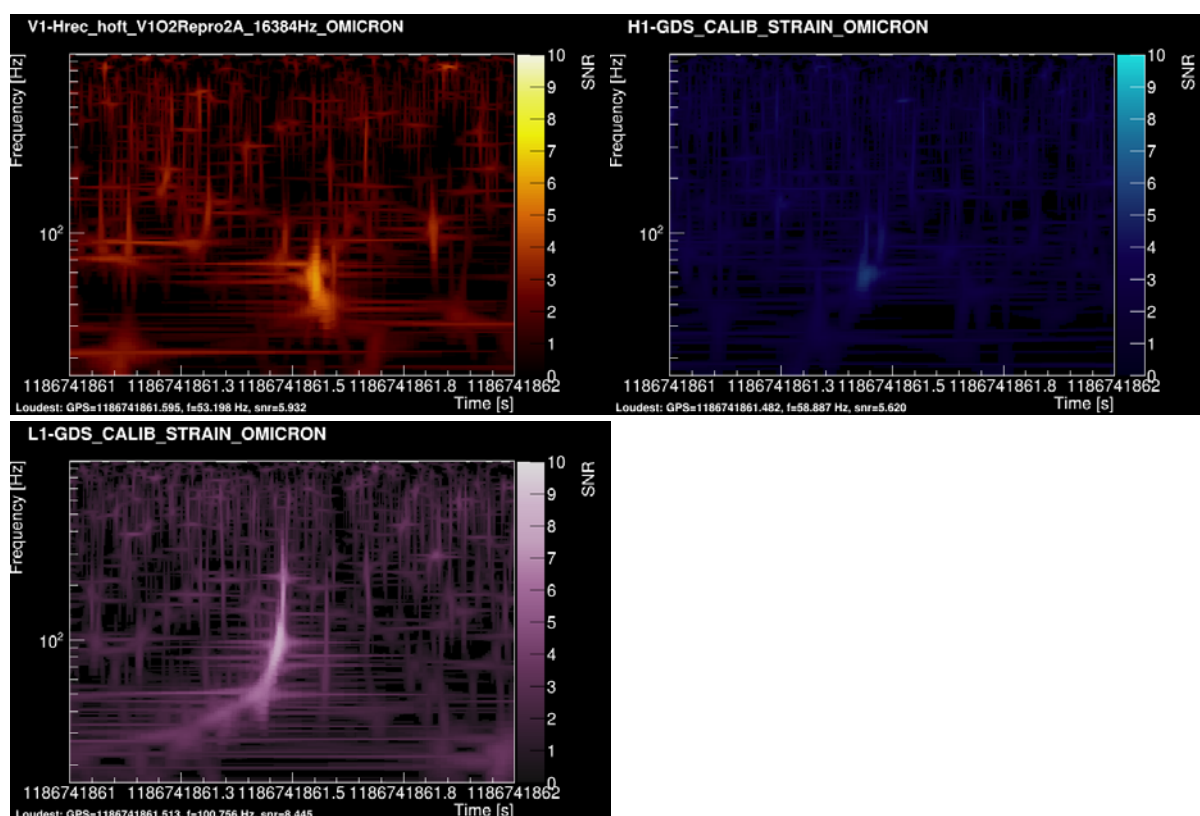 V1-Hrec_hoft_V1O2Repro2A_16384Hz_OMICRON
Frequency [Hz]
10²
10
9
8
7
6
5
4
3
2
1
0
SNR
1186741861 1186741861.3 1186741861.5 1186741861.8 1186741862
Time [s]
Loudest: GPS=1186741861.595, f=53.198 Hz, snr=5.932
H1-GDS_CALIB_STRAIN_OMICRON
Frequency [Hz]
10²
10
9
8
7
6
5
4
3
2
1
0
SNR
1186741861 1186741861.3 1186741861.5 1186741861.8 1186741862
Time [s]
Loudest: GPS=1186741861.482, f=58.887 Hz, snr=5.620
L1-GDS_CALIB_STRAIN_OMICRON
Frequency [Hz]
10²
10
9
8
7
6
5
4
3
2
1
0
SNR
1186741861 1186741861.3 1186741861.5 1186741861.8 1186741862
Time [s]
Loudest: GPS=1186741861.513, f=100.756 Hz, snr=8.445